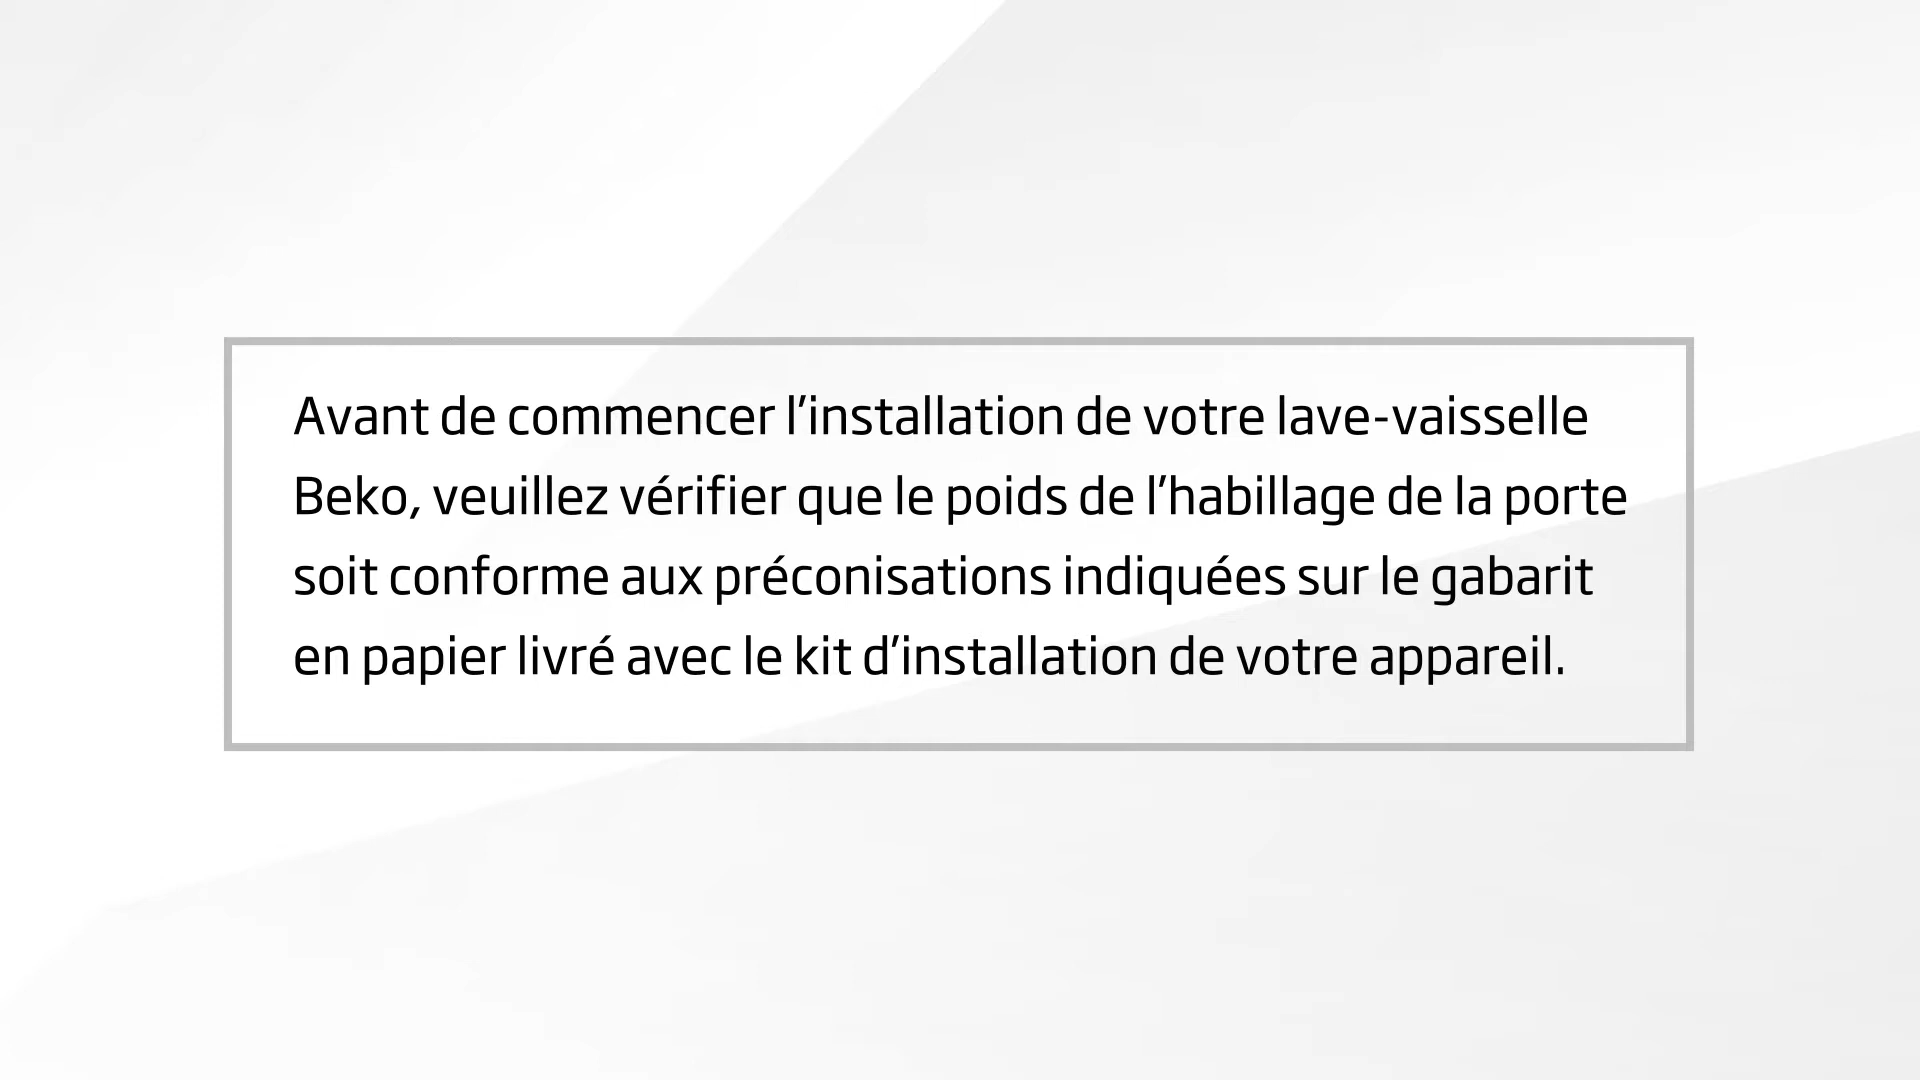 Avant de commencer l’installation de votre lave-vaisselle
Beko, veuillez vérifier que le poids de l’habillage de la porte
soit conforme aux préconisations indiquées sur le gabarit
en papier livré avec le kit d’installation de votre appareil.